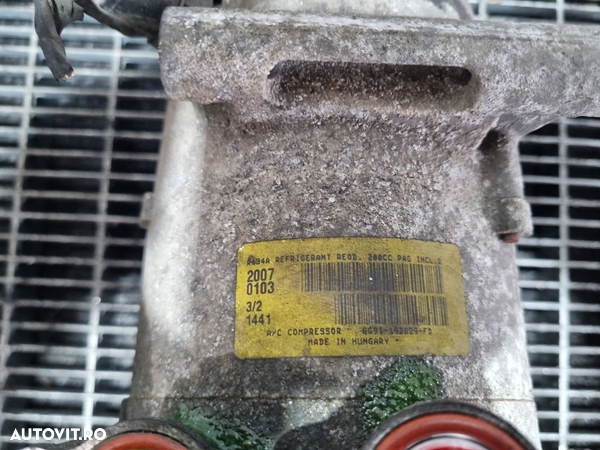 R134A REFRIGERANT REQD. 200CC PAG INCL.
2007
0103
3/2
1441
A/C COMPRESSOR
MADE IN HUNGARY
AUTOVIT.RO